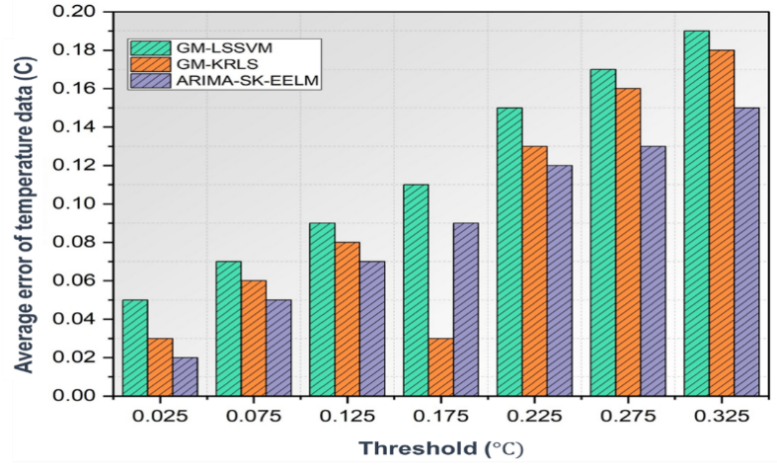 Average error of temperature data (C)
0.20
0.18
0.16
0.14
0.12
0.10
0.08
0.06
0.04
0.02
0.00
GM-LSSVM
GM-KRLS
ARIMA-SK-EELM
0.025 0.075 0.125 0.175 0.225 0.275 0.325
Threshold (°C)